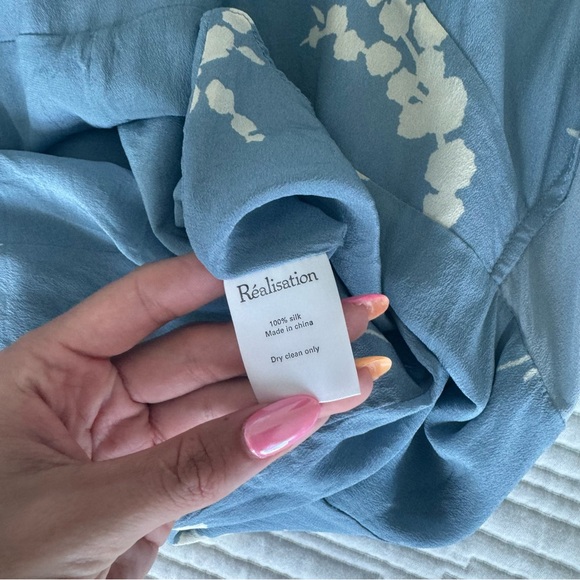 Réalisation
100% silk
Made in china
Dry clean only